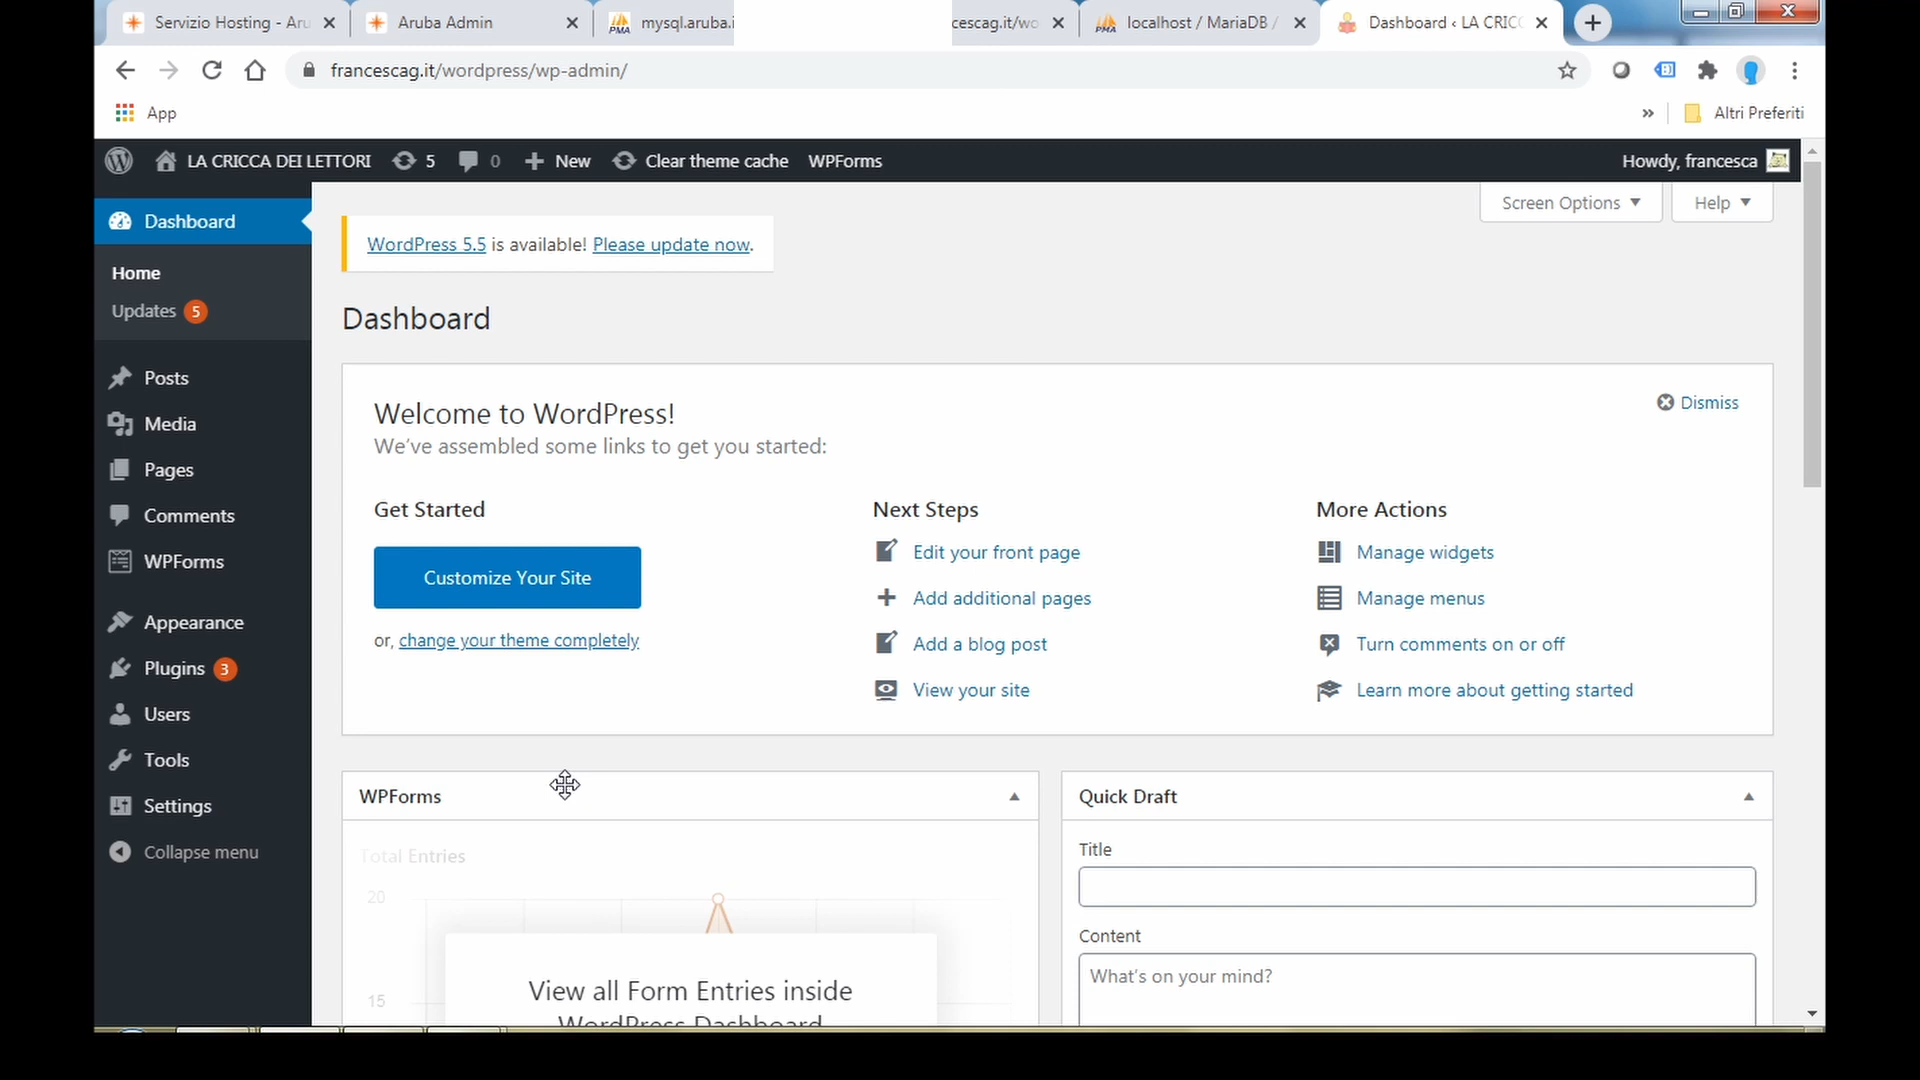 Servizio Hosting - Aru
Aruba Admin
mysql.aruba.i
cescag.it/wo
localhost / MariaDB /
Dashboard ‹ LA CRICC
francescag.it/wordpress/wp-admin/
App
»
Altri Preferiti
LA CRICCA DEI LETTORI 5 0 New Clear theme cache WPForms
Howdy, francesca
Screen Options
Help
Dashboard
Home
Updates 5
Posts
Media
Pages
Comments
WPForms
Appearance
Plugins 3
Users
Tools
Settings
Collapse menu
WordPress 5.5 is available! Please update now.
Dashboard
Welcome to WordPress!
We've assembled some links to get you started:
Dismiss
Get Started
Customize Your Site
or, change your theme completely
Next Steps
Edit your front page
Add additional pages
Add a blog post
View your site
More Actions
Manage widgets
Manage menus
Turn comments on or off
Learn more about getting started
WPForms
Total Entries
20
15
View all Form Entries inside
WordPress Dashboard
Quick Draft
Title
Content
What's on your mind?